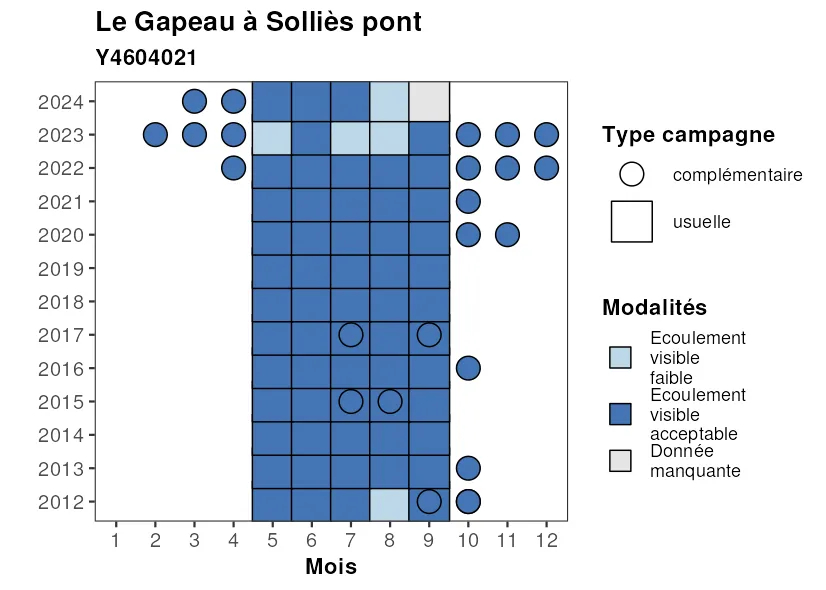 Le Gapeau à Solliès pont
Y4604021
2024
2023
2022
2021
2020
2019
2018
2017
2016
2015
2014
2013
2012
1 2 3 4 5 6 7 8 9 10 11 12
Mois
Type campagne
complémentaire
usuelle
Modalités
Ecoulement
visible
faible
Ecoulement
visible
acceptable
Donnée
manquante